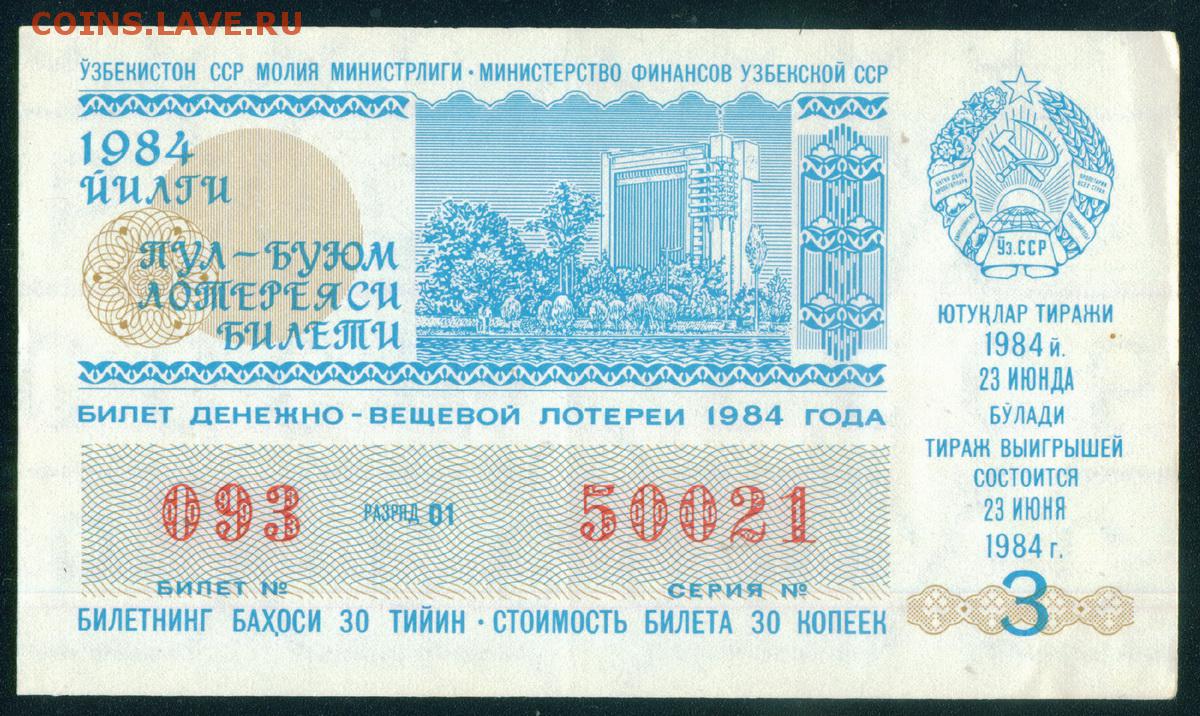 COINS.LAVE.RU
ЎЗБЕКИСТОН ССР МОЛИЯ МИНИСТРЛИГИ · МИНИСТЕРСТВО ФИНАНСОВ УЗБЕКСКОЙ ССР
1984
ЙИЛГИ
ПУЛ - БУЮМ
ЛОТЕРЕЯСИ
БИЛЕТИ
БИЛЕТ ДЕНЕЖНО - ВЕЩЕВОЙ ЛОТЕРЕИ 1984 ГОДА
093 РАЗРЯД 01 50021
БИЛЕТ № СЕРИЯ №
БИЛЕТНИНГ БАҲОСИ 30 ТИЙИН · СТОИМОСТЬ БИЛЕТА 30 КОПЕЕК
ЎЗ.ССР
ЮТУҚЛАР ТИРАЖИ
1984 й.
23 ИЮНДА
БЎЛАДИ
ТИРАЖ ВЫИГРЫШЕЙ
СОСТОИТСЯ
23 ИЮНЯ
1984 г.
3